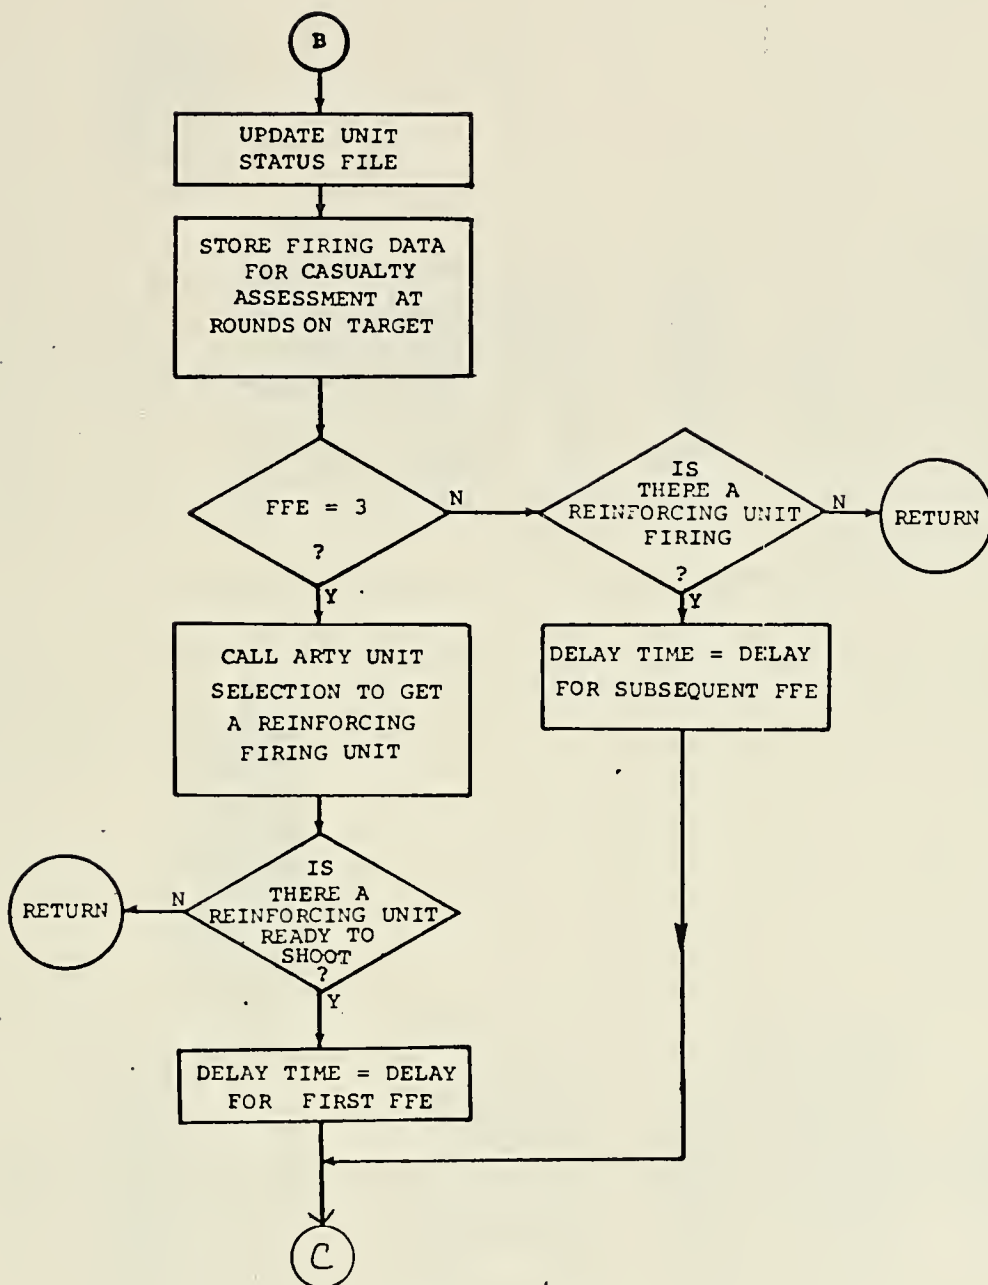 B
UPDATE UNIT
STATUS FILE
STORE FIRING DATA
FOR CASUALTY
ASSESSMENT AT
ROUNDS ON TARGET
FFE = 3
?
N
Y
IS
THERE A
REINFORCING UNIT
FIRING
?
N
RETURN
Y
CALL ARTY UNIT
SELECTION TO GET
A REINFORCING
FIRING UNIT
DELAY TIME = DELAY
FOR SUBSEQUENT FFE
IS
THERE A
REINFORCING UNIT
READY TO
SHOOT
?
N
RETURN
Y
DELAY TIME = DELAY
FOR FIRST FFE
C